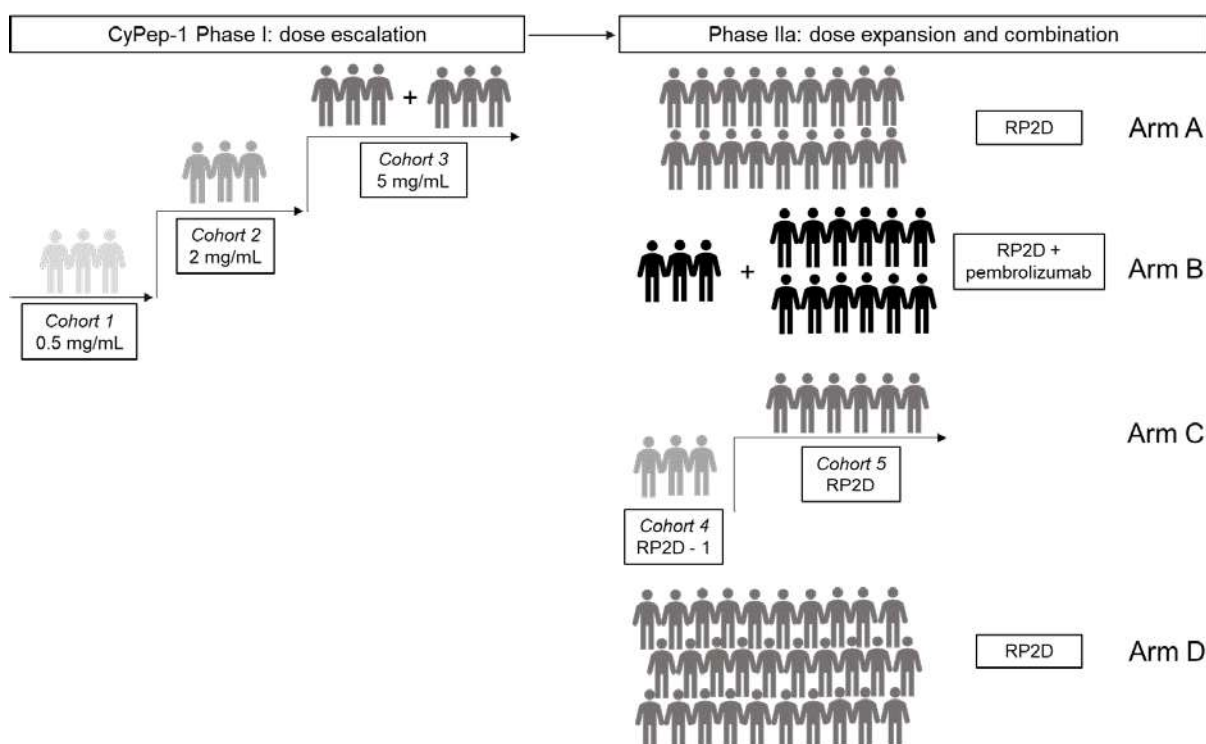 CyPep-1 Phase I: dose escalation
Phase IIa: dose expansion and combination
+
Cohort 3
5 mg/mL
Cohort 2
2 mg/mL
Cohort 1
0.5 mg/mL
RP2D
Arm A
+
RP2D +
pembrolizumab
Arm B
Cohort 5
RP2D
Arm C
Cohort 4
RP2D - 1
RP2D
Arm D